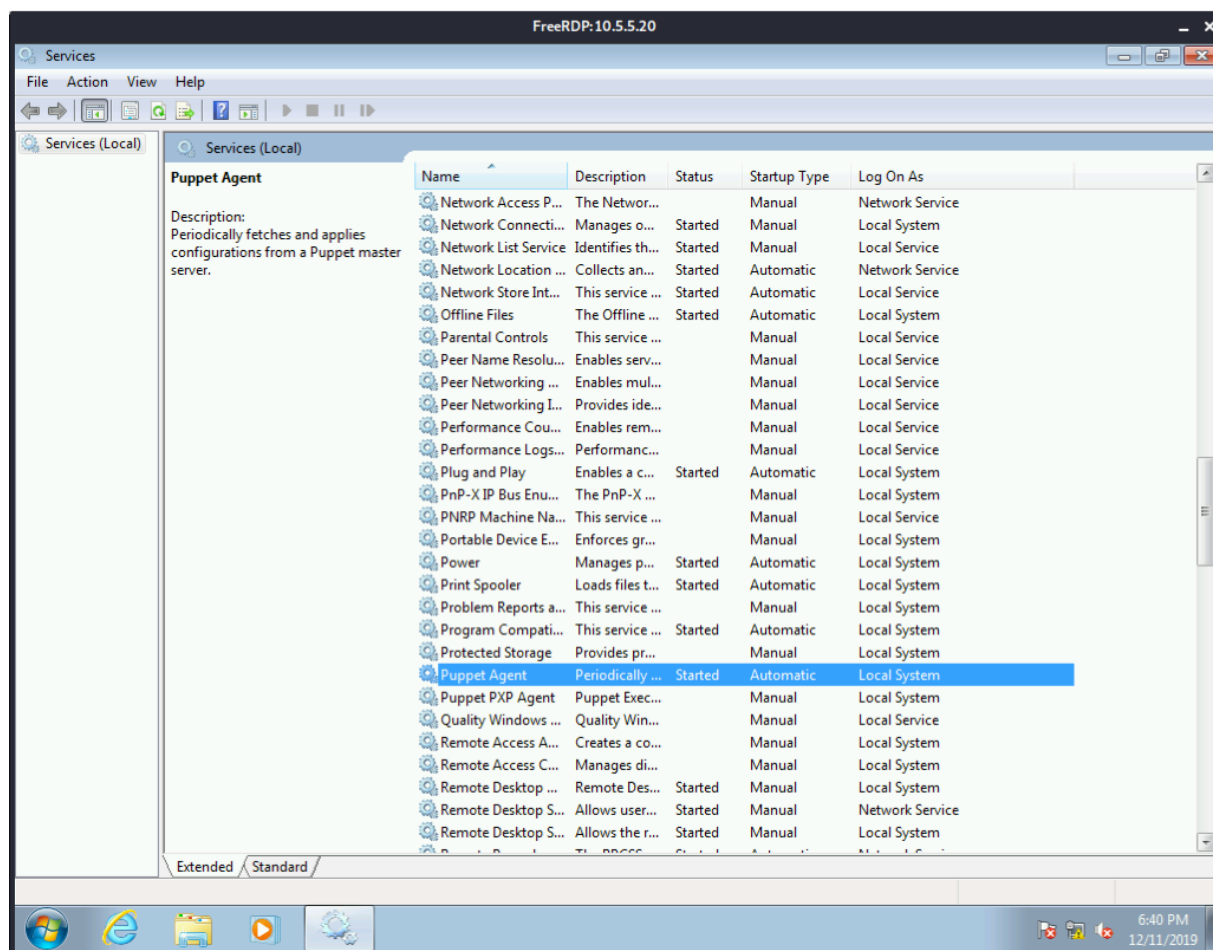 FreeRDP:10.5.5.20
Services
File Action View Help
Services (Local)
Services (Local)
Puppet Agent
Description:
Periodically fetches and applies
configurations from a Puppet master
server.
Name Description Status Startup Type Log On As
Network Access P... The Networ... Manual Network Service
Network Connecti... Manages o... Started Manual Local System
Network List Service Identifies th... Started Manual Local Service
Network Location ... Collects an... Started Automatic Network Service
Network Store Int... This service ... Started Automatic Local Service
Offline Files The Offline ... Started Automatic Local System
Parental Controls This service ... Manual Local Service
Peer Name Resolu... Enables serv... Manual Local Service
Peer Networking ... Enables mul... Manual Local Service
Peer Networking I... Provides ide... Manual Local Service
Performance Cou... Enables rem... Manual Local Service
Performance Logs... Performanc... Manual Local Service
Plug and Play Enables a c... Started Automatic Local System
PnP-X IP Bus Enu... The PnP-X ... Manual Local System
PNRP Machine Na... This service ... Manual Local Service
Portable Device E... Enforces gr... Manual Local System
Power Manages p... Started Automatic Local System
Print Spooler Loads files t... Started Automatic Local System
Problem Reports a... This service ... Manual Local System
Program Compati... This service ... Started Automatic Local System
Protected Storage Provides pr... Manual Local System
Puppet Agent Periodically ... Started Automatic Local System
Puppet PXP Agent Puppet Exec... Manual Local System
Quality Windows ... Quality Win... Manual Local Service
Remote Access A... Creates a co... Manual Local System
Remote Access C... Manages di... Manual Local System
Remote Desktop ... Remote Des... Started Manual Local System
Remote Desktop S... Allows user... Started Manual Network Service
Remote Desktop S... Allows the r... Started Manual Local System
Extended Standard
6:40 PM
12/11/2019